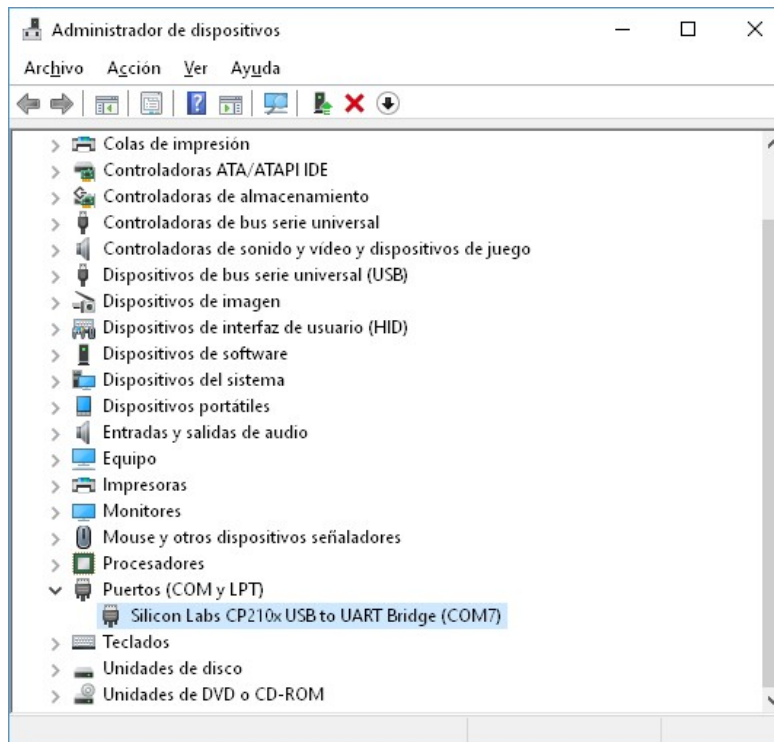 Administrador de dispositivos
Archivo Acción Ver Ayuda
Colas de impresión
Controladoras ATA/ATAPI IDE
Controladoras de almacenamiento
Controladoras de bus serie universal
Controladoras de sonido y vídeo y dispositivos de juego
Dispositivos de bus serie universal (USB)
Dispositivos de imagen
Dispositivos de interfaz de usuario (HID)
Dispositivos de software
Dispositivos del sistema
Dispositivos portátiles
Entradas y salidas de audio
Equipo
Impresoras
Monitores
Mouse y otros dispositivos señaladores
Procesadores
Puertos (COM y LPT)
Silicon Labs CP210x USB to UART Bridge (COM7)
Teclados
Unidades de disco
Unidades de DVD o CD-ROM